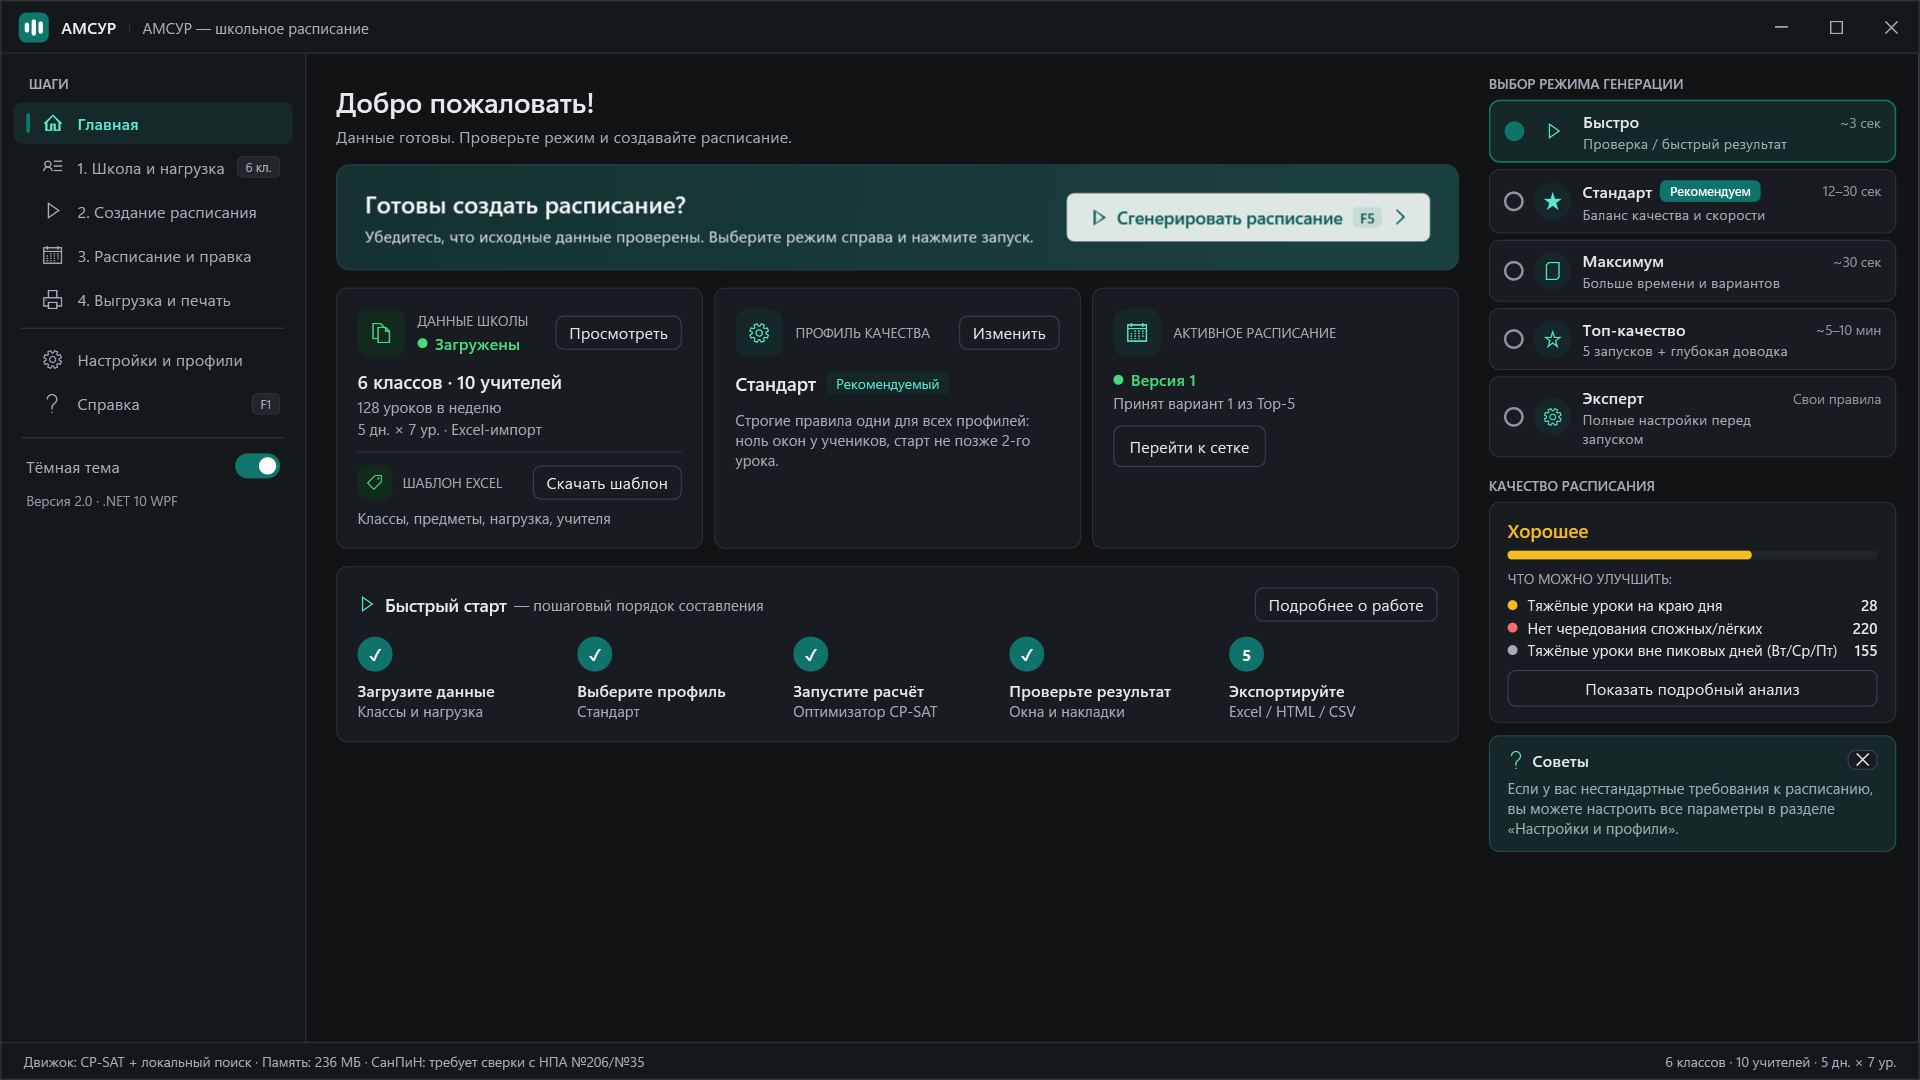 АМСУР
АМСУР — школьное расписание
ШАГИ
Главная
1. Школа и нагрузка
6 кл.
2. Создание расписания
3. Расписание и правка
4. Выгрузка и печать
Настройки и профили
Справка
F1
Тёмная тема
Версия 2.0 · .NET 10 WPF
Добро пожаловать!
Данные готовы. Проверьте режим и создавайте расписание.
Готовы создать расписание?
Убедитесь, что исходные данные проверены. Выберите режим справа и нажмите запуск.
Сгенерировать расписание
F5
ДАННЫЕ ШКОЛЫ
Загружены
Просмотреть
6 классов · 10 учителей
128 уроков в неделю
5 дн. × 7 ур. · Excel-импорт
ШАБЛОН EXCEL
Скачать шаблон
Классы, предметы, нагрузка, учителя
ПРОФИЛЬ КАЧЕСТВА
Изменить
Стандарт
Рекомендуемый
Строгие правила одни для всех профилей:
ноль окон у учеников, старт не позже 2-го
урока.
АКТИВНОЕ РАСПИСАНИЕ
Версия 1
Принят вариант 1 из Top-5
Перейти к сетке
Быстрый старт — пошаговый порядок составления
Подробнее о работе
Загрузите данные
Классы и нагрузка
Выберите профиль
Стандарт
Запустите расчёт
Оптимизатор CP-SAT
Проверьте результат
Окна и накладки
5
Экспортируйте
Excel / HTML / CSV
ВЫБОР РЕЖИМА ГЕНЕРАЦИИ
Быстро
~3 сек
Проверка / быстрый результат
Стандарт
Рекомендуем
12–30 сек
Баланс качества и скорости
Максимум
~30 сек
Больше времени и вариантов
Топ-качество
~5–10 мин
5 запусков + глубокая доводка
Эксперт
Свои правила
Полные настройки перед
запуском
КАЧЕСТВО РАСПИСАНИЯ
Хорошее
ЧТО МОЖНО УЛУЧШИТЬ:
Тяжёлые уроки на краю дня 28
Нет чередования сложных/лёгких 220
Тяжёлые уроки вне пиковых дней (Вт/Ср/Пт) 155
Показать подробный анализ
Советы
Если у вас нестандартные требования к расписанию,
вы можете настроить все параметры в разделе
«Настройки и профили».
Движок: CP-SAT + локальный поиск · Память: 236 МБ · СанПиН: требует сверки с НПА №206/№35
6 классов · 10 учителей · 5 дн. × 7 ур.